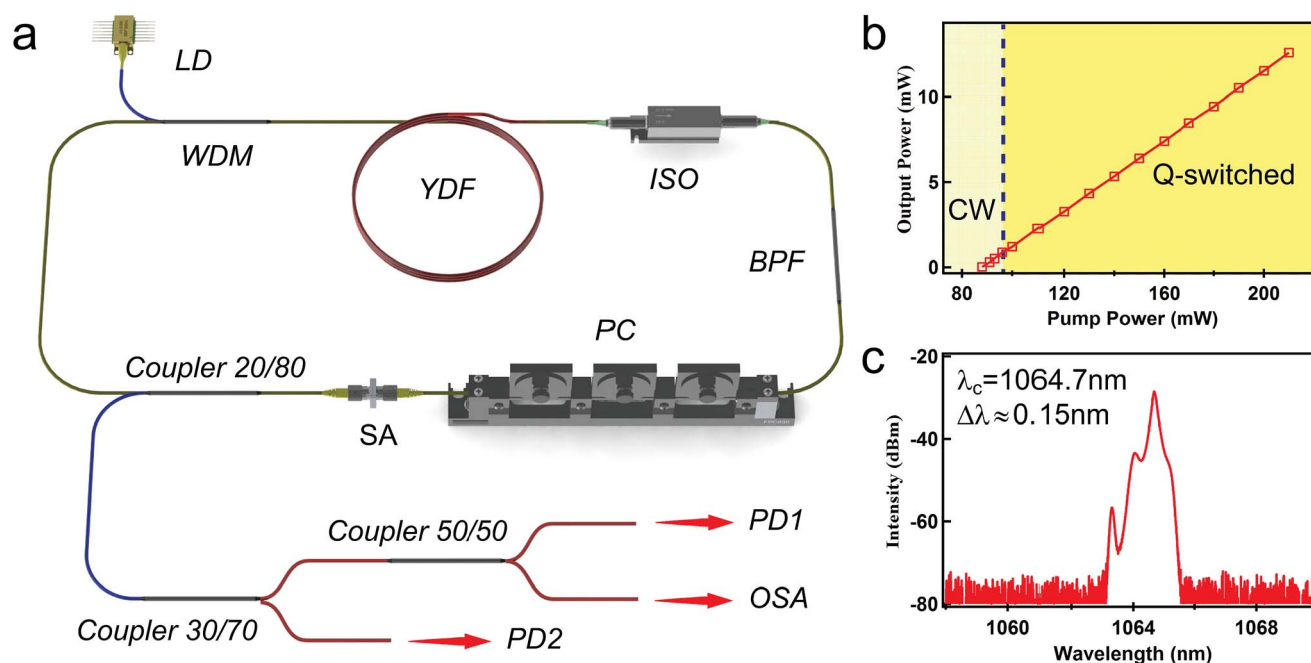 a
LD
WDM
YDF
ISO
BPF
PC
Coupler 20/80
SA
Coupler 50/50
PD1
OSA
Coupler 30/70
PD2
b
Output Power (mW)
10
5
0
CW
Q-switched
80
120
160
200
Pump Power (mW)
c
Intensity (dBm)
-20
-40
-60
-80
λc=1064.7nm
Δλ≈0.15nm
1060
1064
1068
Wavelength (nm)